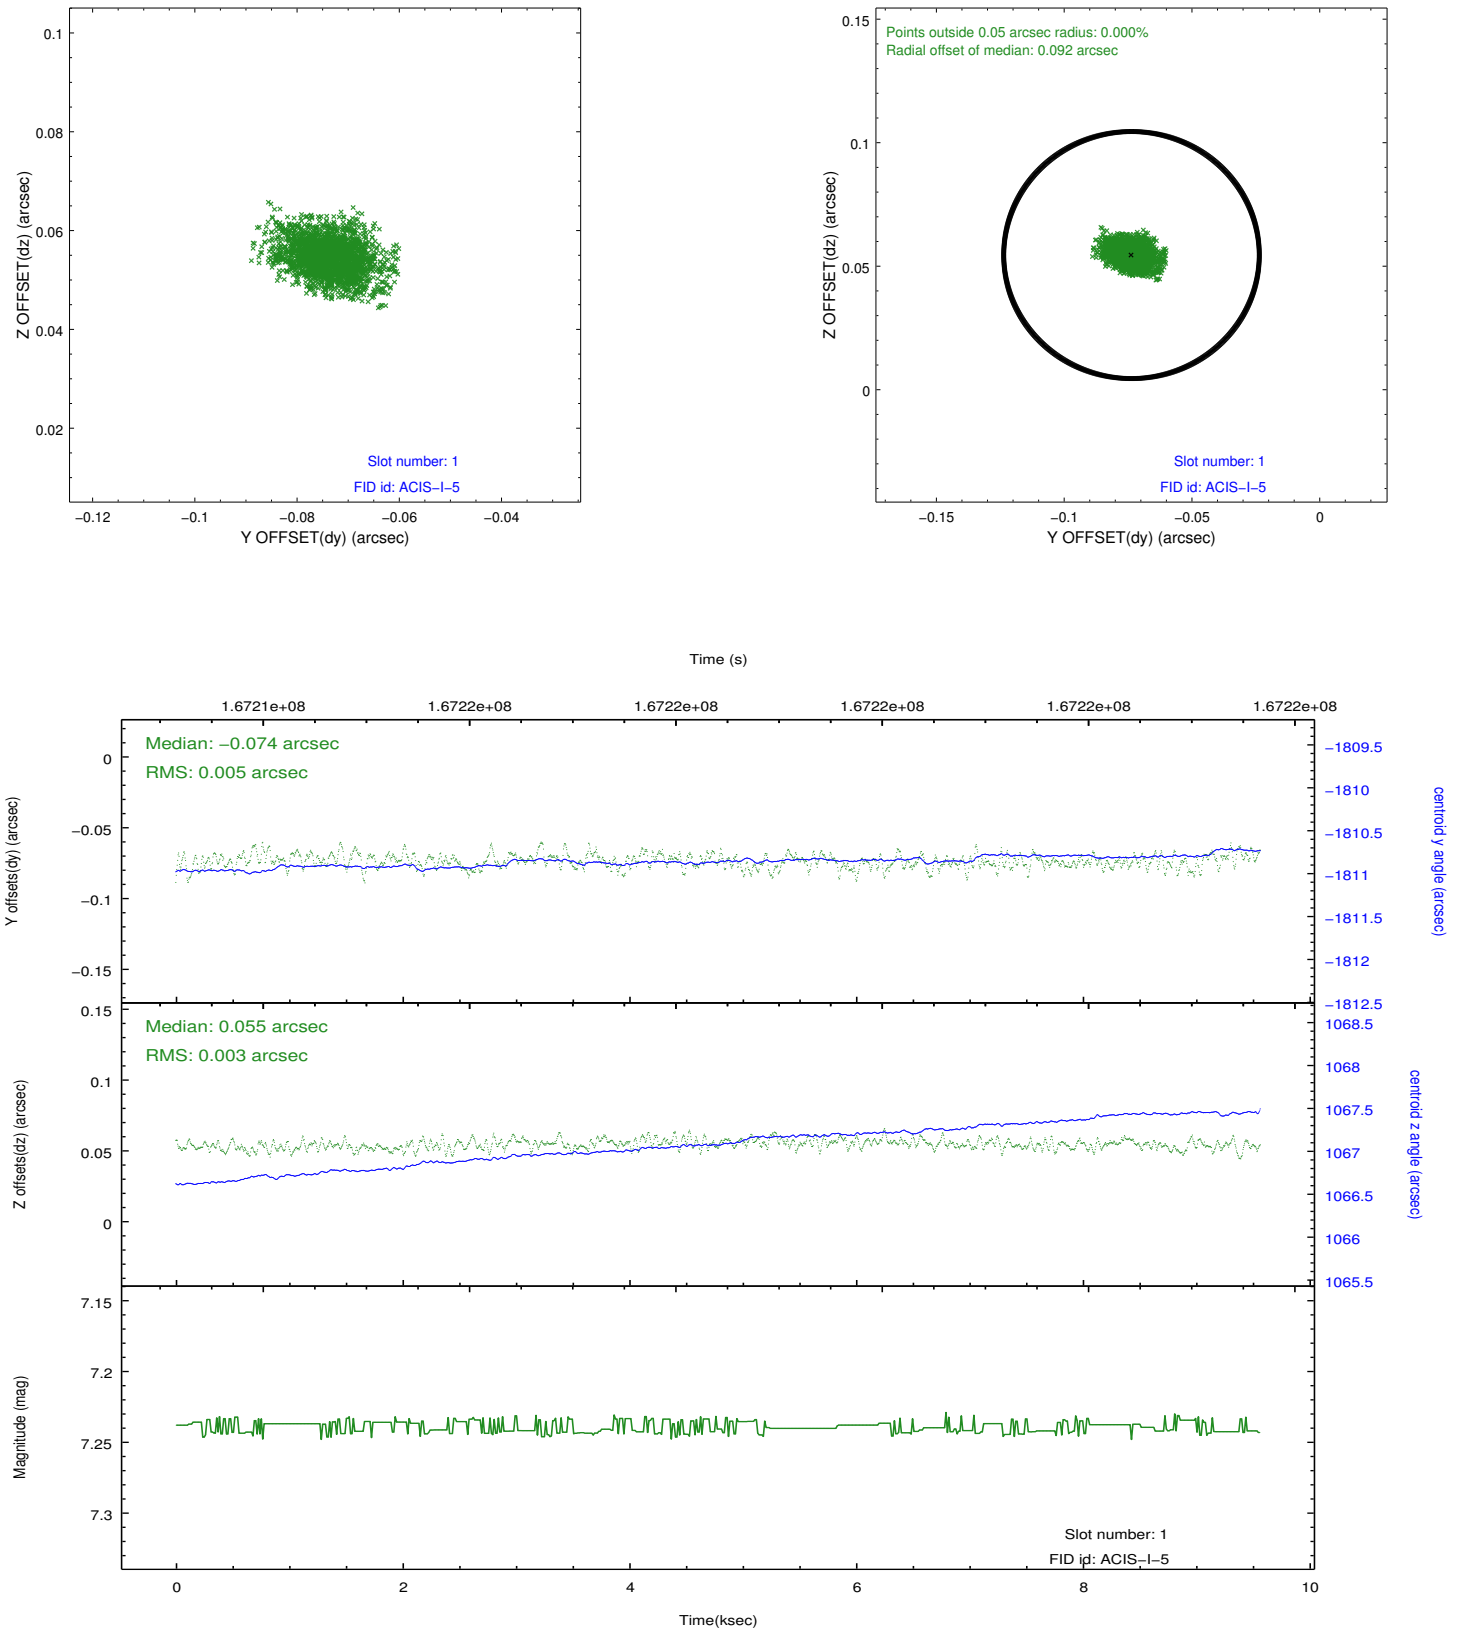 0.1
0.08
0.06
0.04
0.02
Z OFFSET(dz) (arcsec)
Slot number: 1
FID id: ACIS−I−5
−0.12 −0.1 −0.08 −0.06 −0.04
Y OFFSET(dy) (arcsec)
Points outside 0.05 arcsec radius: 0.000%
Radial offset of median: 0.092 arcsec
0.15
0.1
0.05
0
Z OFFSET(dz) (arcsec)
Slot number: 1
FID id: ACIS−I−5
−0.15 −0.1 −0.05 0
Y OFFSET(dy) (arcsec)
Time (s)
1.6721e+08 1.6722e+08 1.6722e+08 1.6722e+08 1.6722e+08 1.6722e+08
Median: −0.074 arcsec
RMS: 0.005 arcsec
0
−0.05
−0.1
−0.15
Y offsets(dy) (arcsec)
−1809.5
−1810
−1810.5
−1811
−1811.5
−1812
−1812.5
centroid y angle (arcsec)
Median: 0.055 arcsec
RMS: 0.003 arcsec
0.15
0.1
0.05
0
Z offsets(dz) (arcsec)
1068.5
1068
1067.5
1067
1066.5
1066
1065.5
centroid z angle (arcsec)
7.15
7.2
7.25
7.3
Magnitude (mag)
Slot number: 1
FID id: ACIS−I−5
0 2 4 6 8 10
Time(ksec)